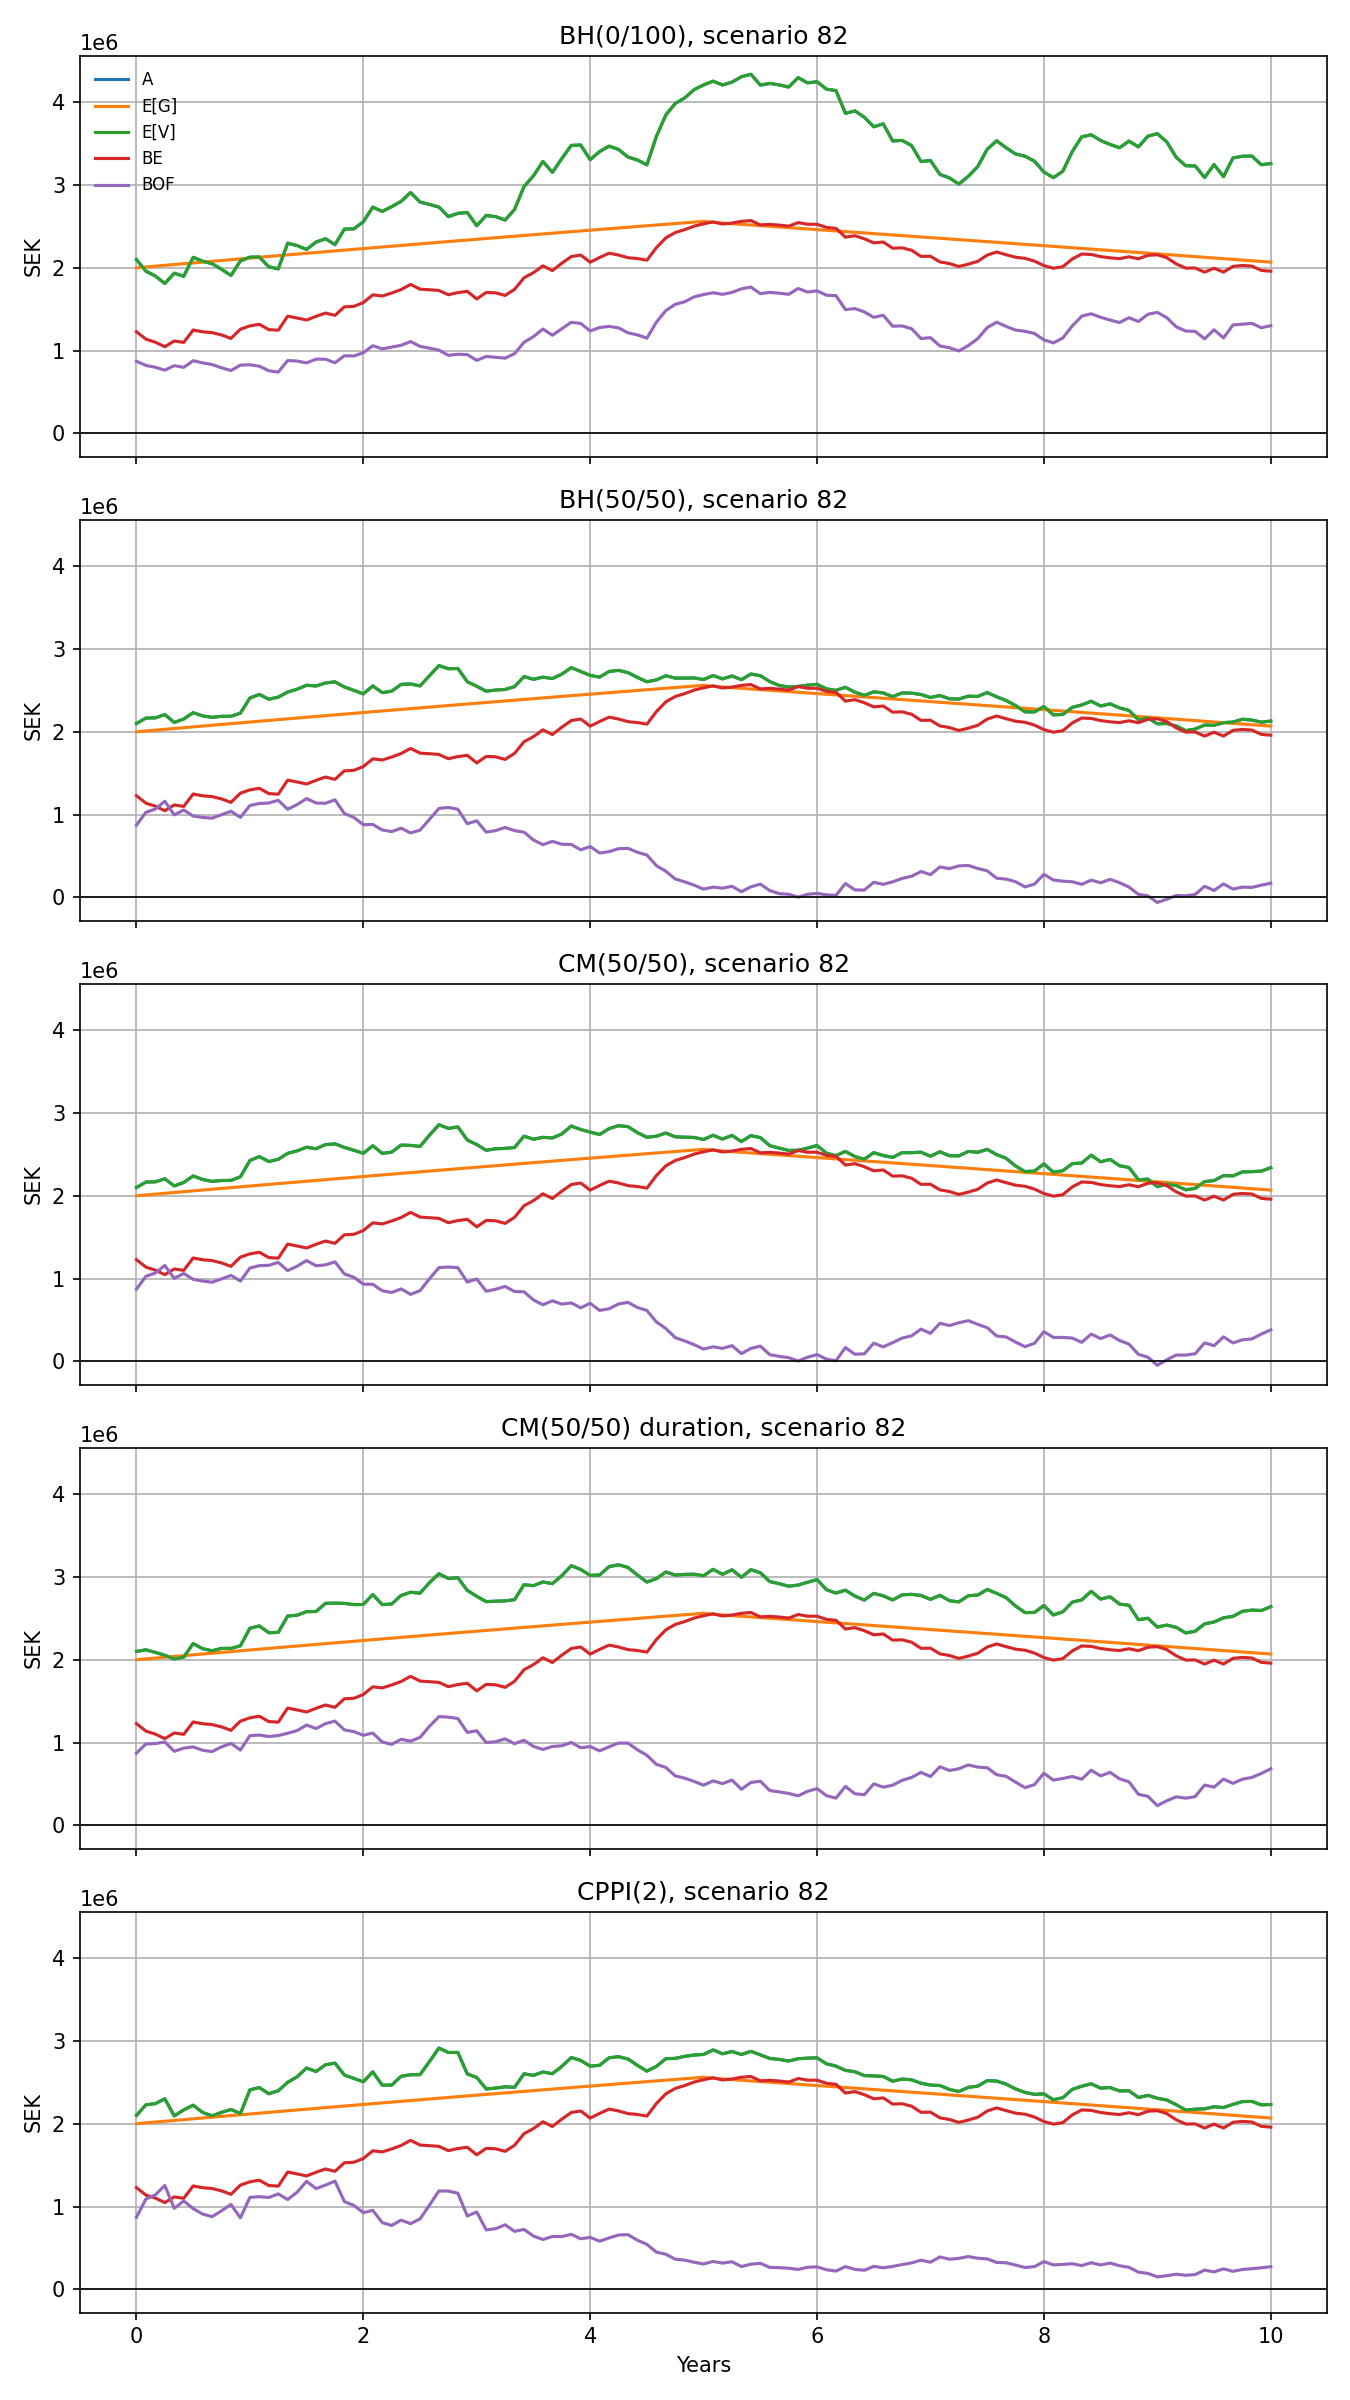 BH(0/100), scenario 82
1e6
A
E[G]
E[V]
BE
BOF
4
3
2
1
0
SEK
BH(50/50), scenario 82
1e6
4
3
2
1
0
SEK
CM(50/50), scenario 82
1e6
4
3
2
1
0
SEK
CM(50/50) duration, scenario 82
1e6
4
3
2
1
0
SEK
CPPI(2), scenario 82
1e6
4
3
2
1
0
SEK
0 2 4 6 8 10
Years